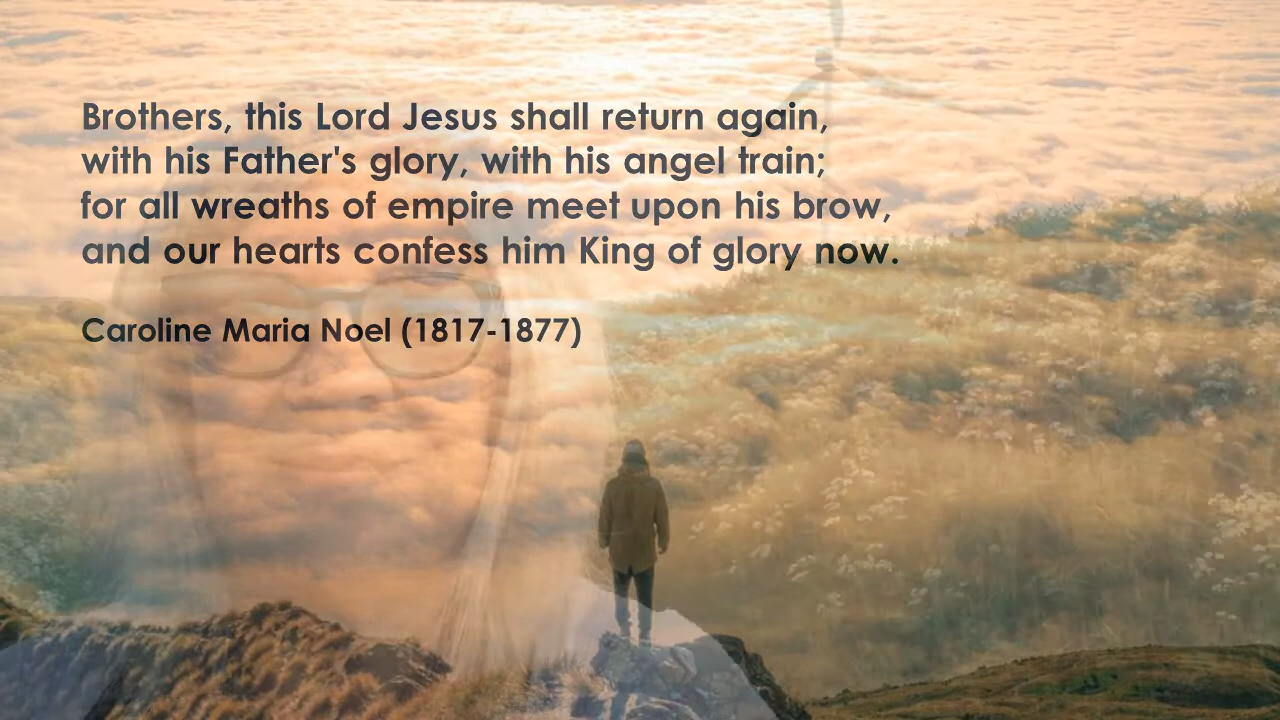 Brothers, this Lord Jesus shall return again,
with his Father's glory, with his angel train;
for all wreaths of empire meet upon his brow,
and our hearts confess him King of glory now.
Caroline Maria Noel (1817-1877)